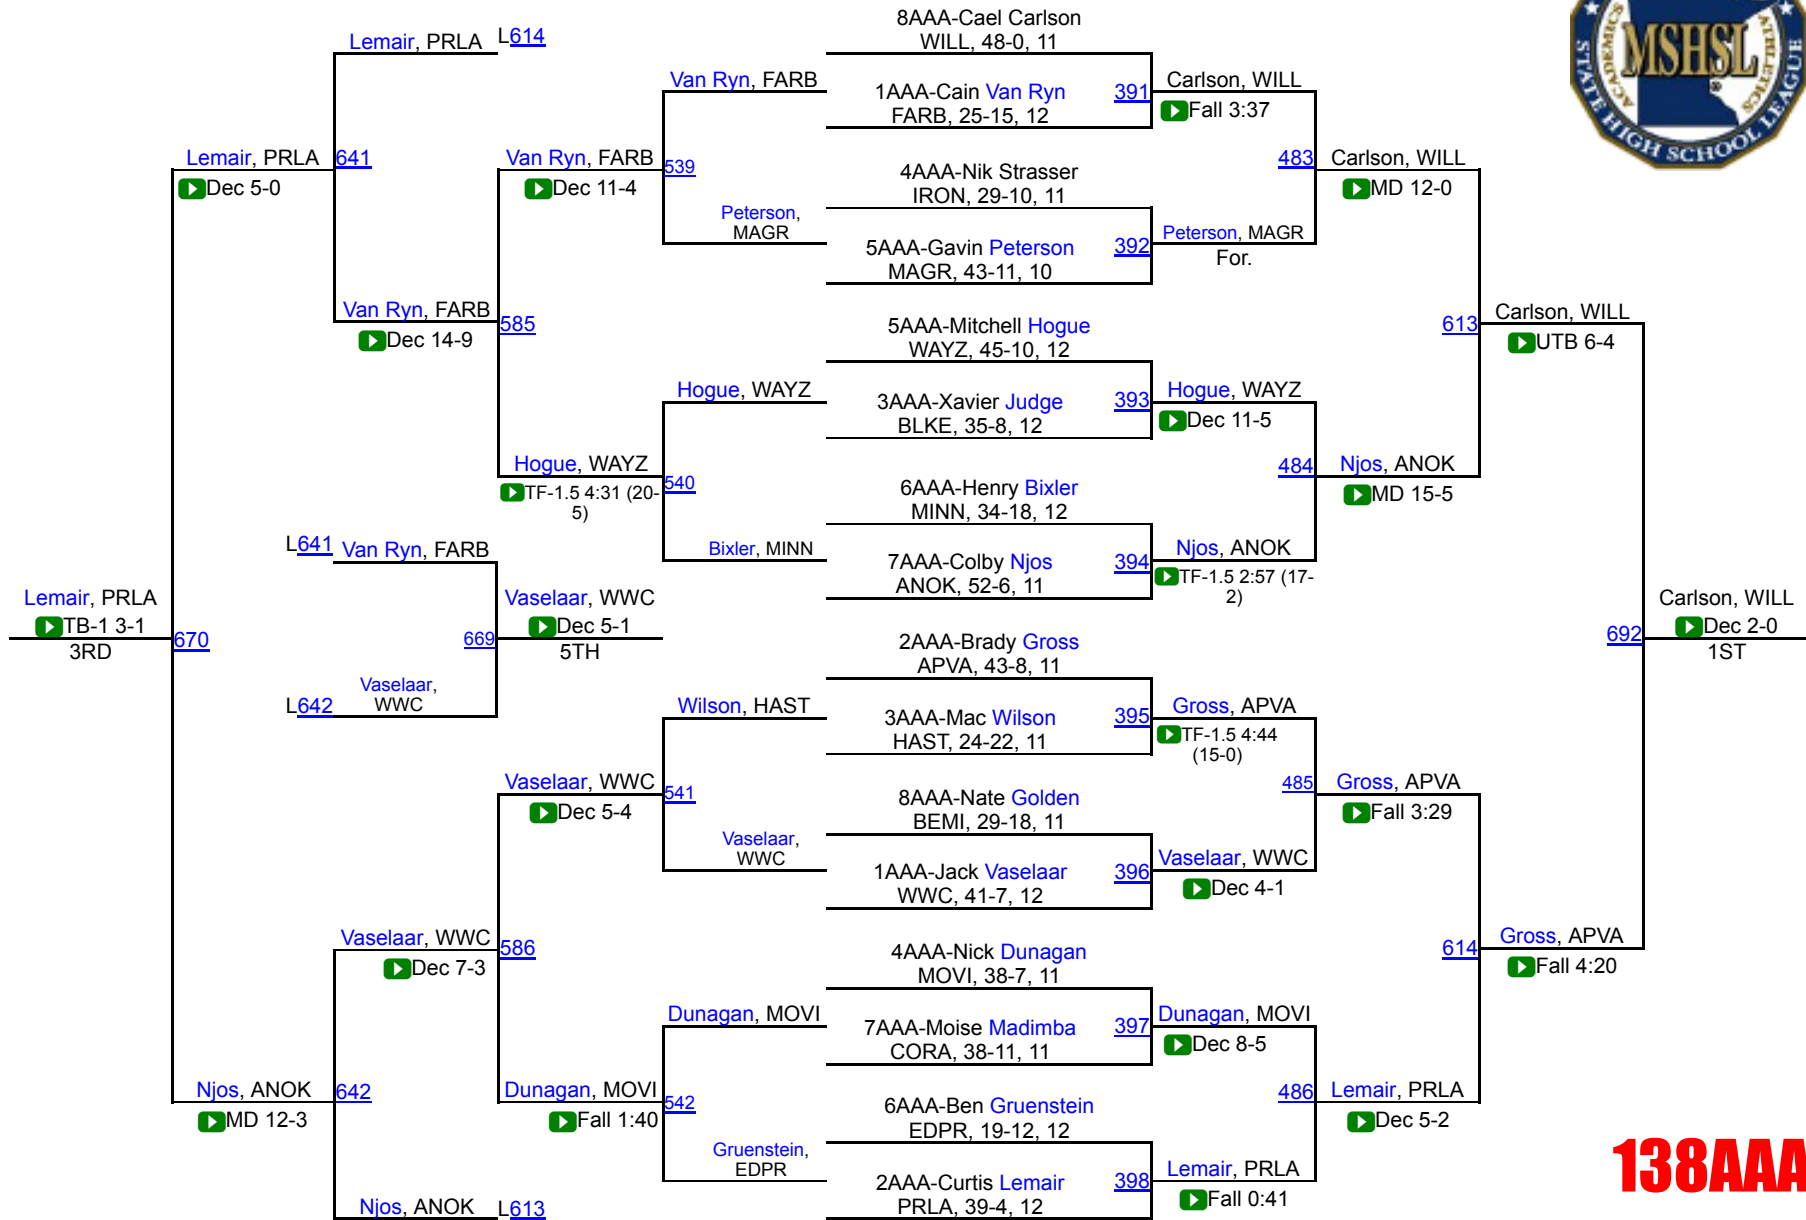 Lemair, PRLA
L614
641
Lemair, PRLA
Dec 5-0
Van Ryn, FARB
Dec 14-9
585
Van Ryn, FARB
Dec 11-4
539
Van Ryn, FARB
Peterson,
MAGR
Hogue, WAYZ
TF-1.5 4:31 (20-
5)
540
Hogue, WAYZ
Bixler, MINN
L641
Van Ryn, FARB
Lemair, PRLA
TB-1 3-1
3RD
670
669
Vaselaar, WWC
Dec 5-1
5TH
L642
Vaselaar,
WWC
Wilson, HAST
Vaselaar, WWC
Dec 5-4
541
Vaselaar,
WWC
Vaselaar, WWC
Dec 7-3
586
Dunagan, MOVI
Njos, ANOK
MD 12-3
642
Dunagan, MOVI
Fall 1:40
542
Gruenstein,
EDPR
Njos, ANOK
L613
8AAA-Cael Carlson
WILL, 48-0, 11
1AAA-Cain Van Ryn
FARB, 25-15, 12
391
Carlson, WILL
Fall 3:37
4AAA-Nik Strasser
IRON, 29-10, 11
5AAA-Gavin Peterson
MAGR, 43-11, 10
392
Peterson, MAGR
For.
483
Carlson, WILL
MD 12-0
5AAA-Mitchell Hogue
WAYZ, 45-10, 12
3AAA-Xavier Judge
BLKE, 35-8, 12
393
Hogue, WAYZ
Dec 11-5
6AAA-Henry Bixler
MINN, 34-18, 12
7AAA-Colby Njos
ANOK, 52-6, 11
394
Njos, ANOK
TF-1.5 2:57 (17-
2)
484
Njos, ANOK
MD 15-5
613
Carlson, WILL
UTB 6-4
2AAA-Brady Gross
APVA, 43-8, 11
3AAA-Mac Wilson
HAST, 24-22, 11
395
Gross, APVA
TF-1.5 4:44
(15-0)
8AAA-Nate Golden
BEMI, 29-18, 11
1AAA-Jack Vaselaar
WWC, 41-7, 12
396
Vaselaar, WWC
Dec 4-1
485
Gross, APVA
Fall 3:29
4AAA-Nick Dunagan
MOVI, 38-7, 11
7AAA-Moise Madimba
CORA, 38-11, 11
397
Dunagan, MOVI
Dec 8-5
6AAA-Ben Gruenstein
EDPR, 19-12, 12
2AAA-Curtis Lemair
PRLA, 39-4, 12
398
Lemair, PRLA
Fall 0:41
486
Lemair, PRLA
Dec 5-2
614
Gross, APVA
Fall 4:20
692
Carlson, WILL
Dec 2-0
1ST
ACADEMICS
MSHSL
ATHLETICS
STATE HIGH SCHOOL LEAGUE
138AAA